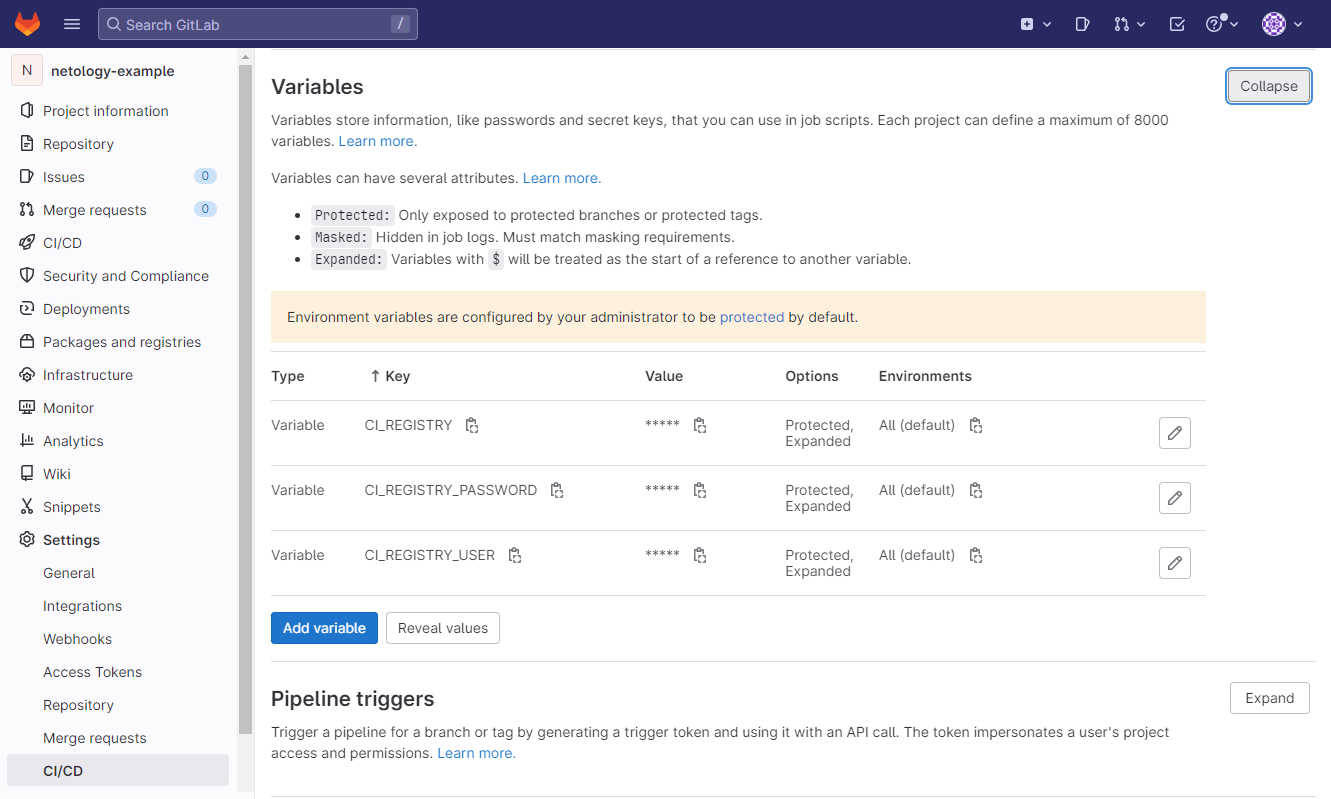 Search GitLab
/
N
netology-example
Project information
Repository
Issues
0
Merge requests
0
CI/CD
Security and Compliance
Deployments
Packages and registries
Infrastructure
Monitor
Analytics
Wiki
Snippets
Settings
General
Integrations
Webhooks
Access Tokens
Repository
Merge requests
CI/CD
Variables
Collapse
Variables store information, like passwords and secret keys, that you can use in job scripts. Each project can define a maximum of 8000
variables. Learn more.
Variables can have several attributes. Learn more.
Protected: Only exposed to protected branches or protected tags.
Masked: Hidden in job logs. Must match masking requirements.
Expanded: Variables with $ will be treated as the start of a reference to another variable.
Environment variables are configured by your administrator to be protected by default.
Type ↑ Key Value Options Environments
Variable CI_REGISTRY ***** Protected, All (default)
Expanded
Variable CI_REGISTRY_PASSWORD ***** Protected, All (default)
Expanded
Variable CI_REGISTRY_USER ***** Protected, All (default)
Expanded
Add variable
Reveal values
Pipeline triggers
Expand
Trigger a pipeline for a branch or tag by generating a trigger token and using it with an API call. The token impersonates a user's project
access and permissions. Learn more.